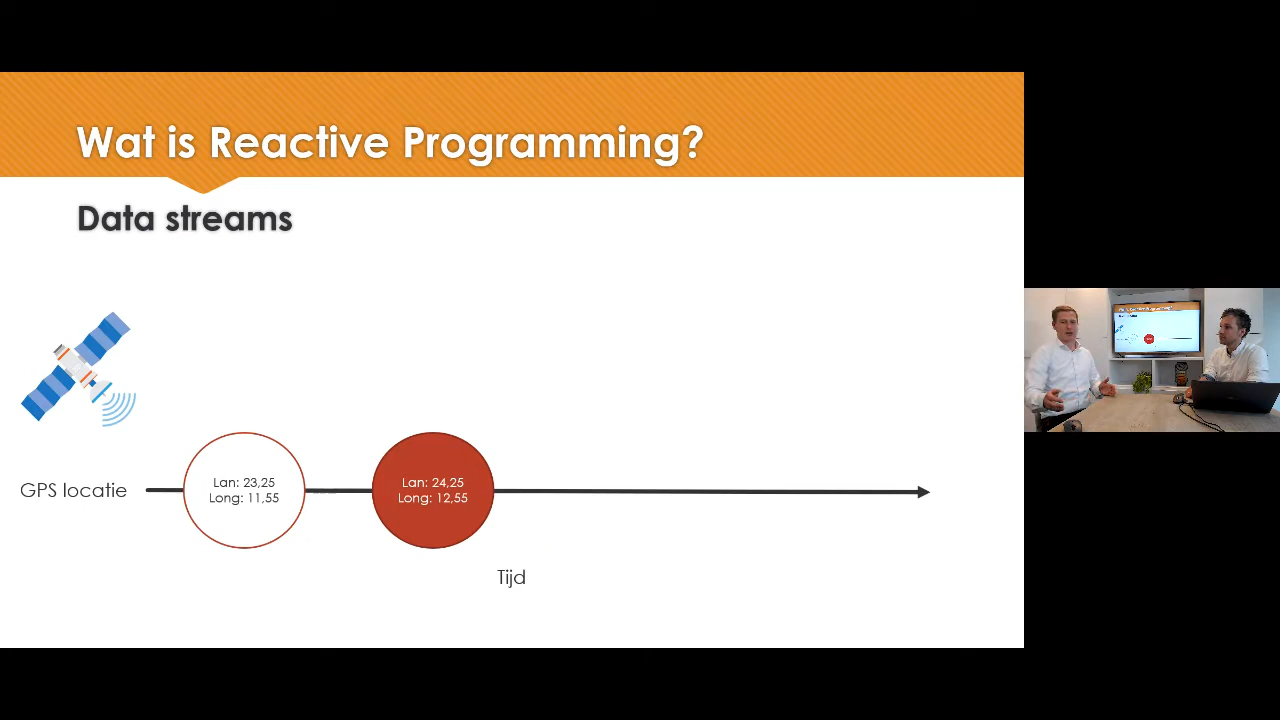 Wat is Reactive Programming?
Data streams
GPS locatie
Lan: 23,25
Long: 11,55
Lan: 24,25
Long: 12,55
Tijd